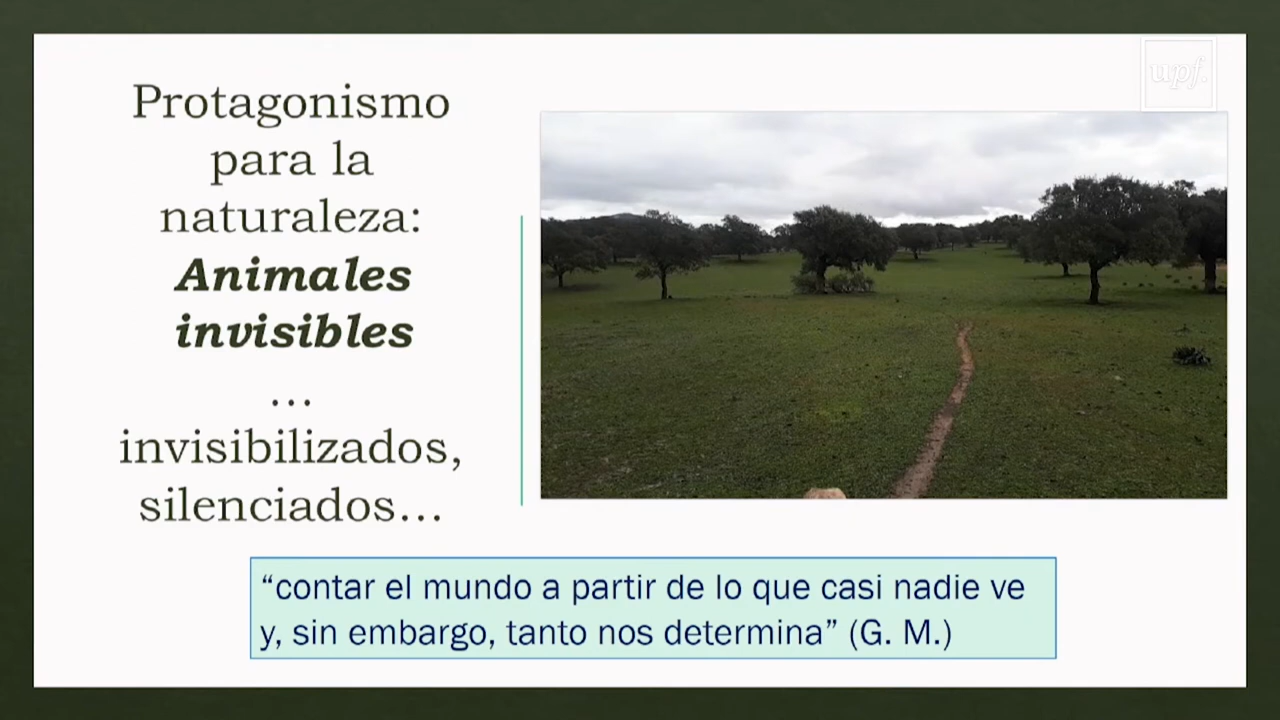 Protagonismo
para la
naturaleza:
Animales
invisibles
…
invisibilizados,
silenciados…
upf.
“contar el mundo a partir de lo que casi nadie ve
y, sin embargo, tanto nos determina” (G. M.)